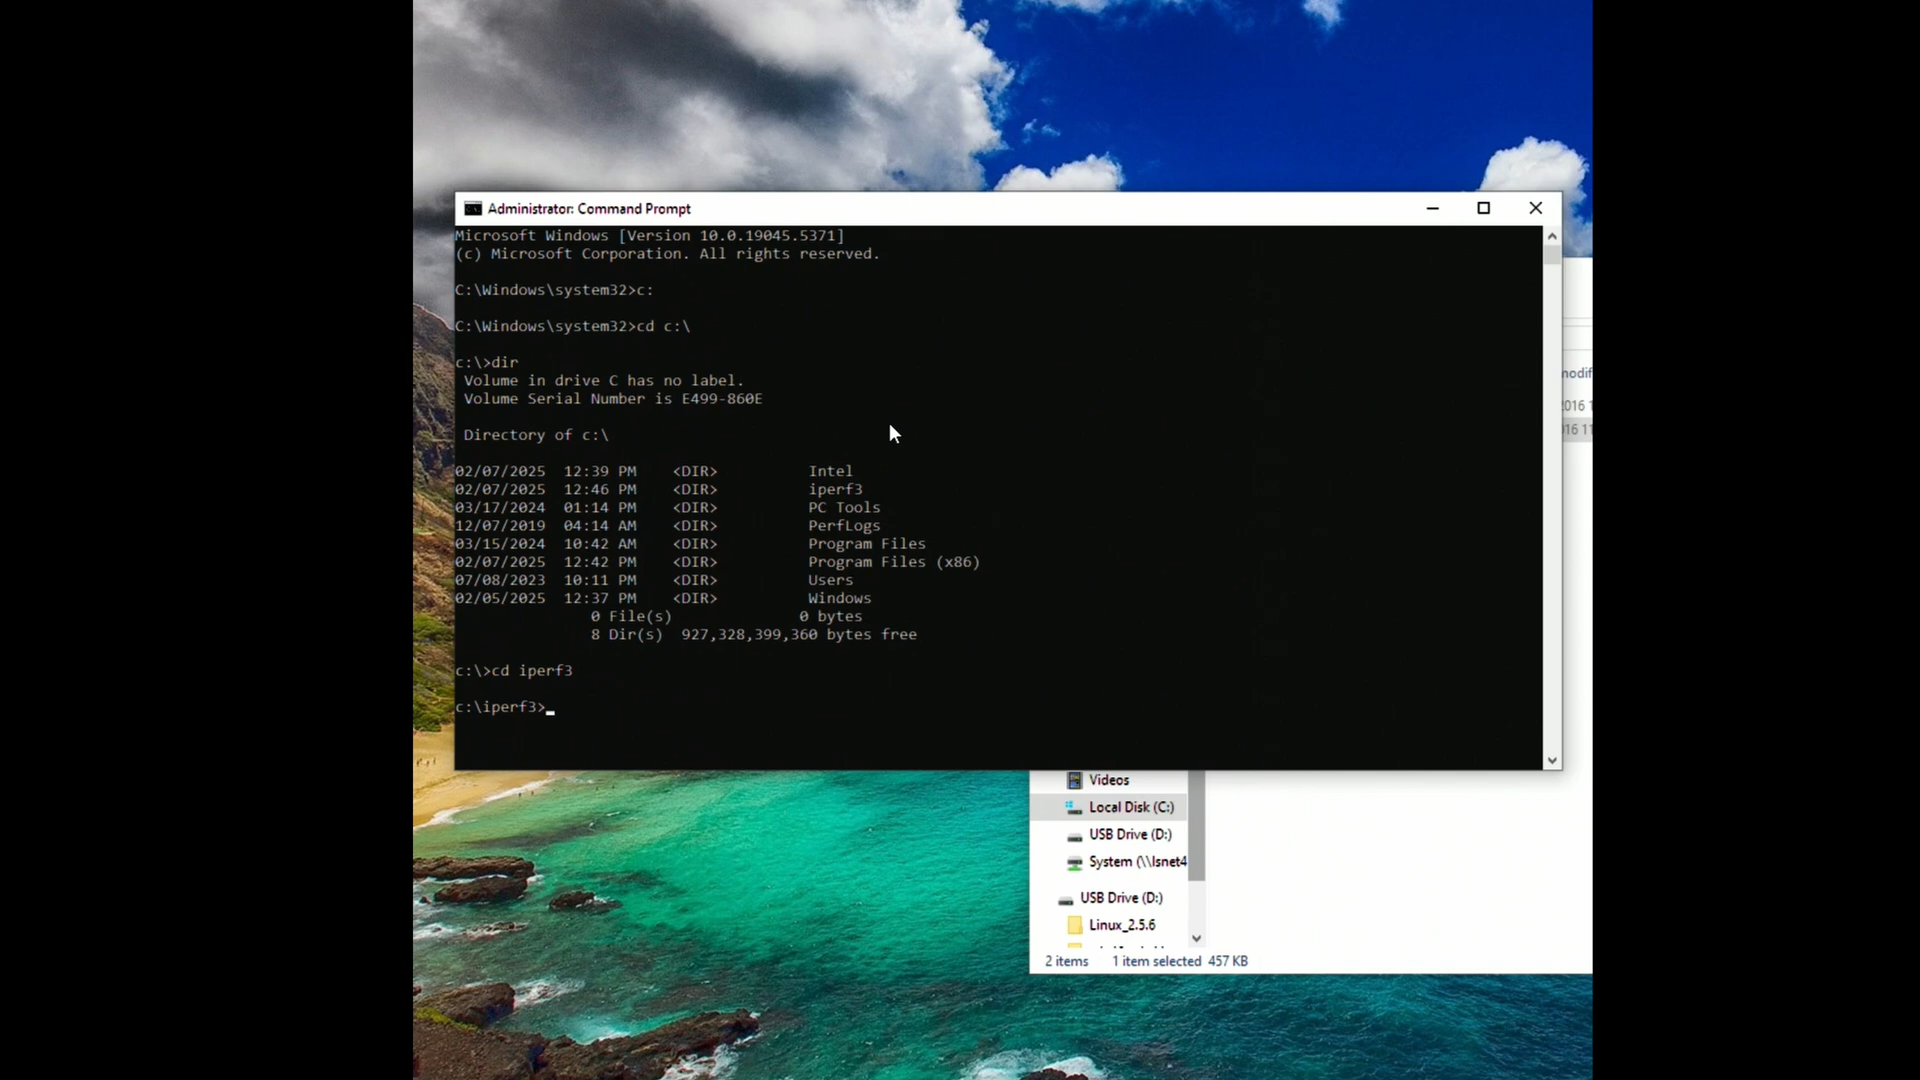 Administrator: Command Prompt
Microsoft Windows [Version 10.0.19045.5371]
(c) Microsoft Corporation. All rights reserved.
C:\Windows\system32>c:
C:\Windows\system32>cd c:\
c:\>dir
Volume in drive C has no label.
Volume Serial Number is E499-860E
Directory of c:\
02/07/2025 12:39 PM <DIR> Intel
02/07/2025 12:46 PM <DIR> iperf3
03/17/2024 01:14 PM <DIR> PC Tools
12/07/2019 04:14 AM <DIR> PerfLogs
03/15/2024 10:42 AM <DIR> Program Files
02/07/2025 12:42 PM <DIR> Program Files (x86)
07/08/2023 10:11 PM <DIR> Users
02/05/2025 12:37 PM <DIR> Windows
0 File(s) 0 bytes
8 Dir(s) 927,328,399,360 bytes free
c:\>cd iperf3
c:\iperf3>
modif
2016 1
16 11
Videos
Local Disk (C:)
USB Drive (D:)
System (\\lsnet4
USB Drive (D:)
Linux_2.5.6
2 items 1 item selected 457 KB